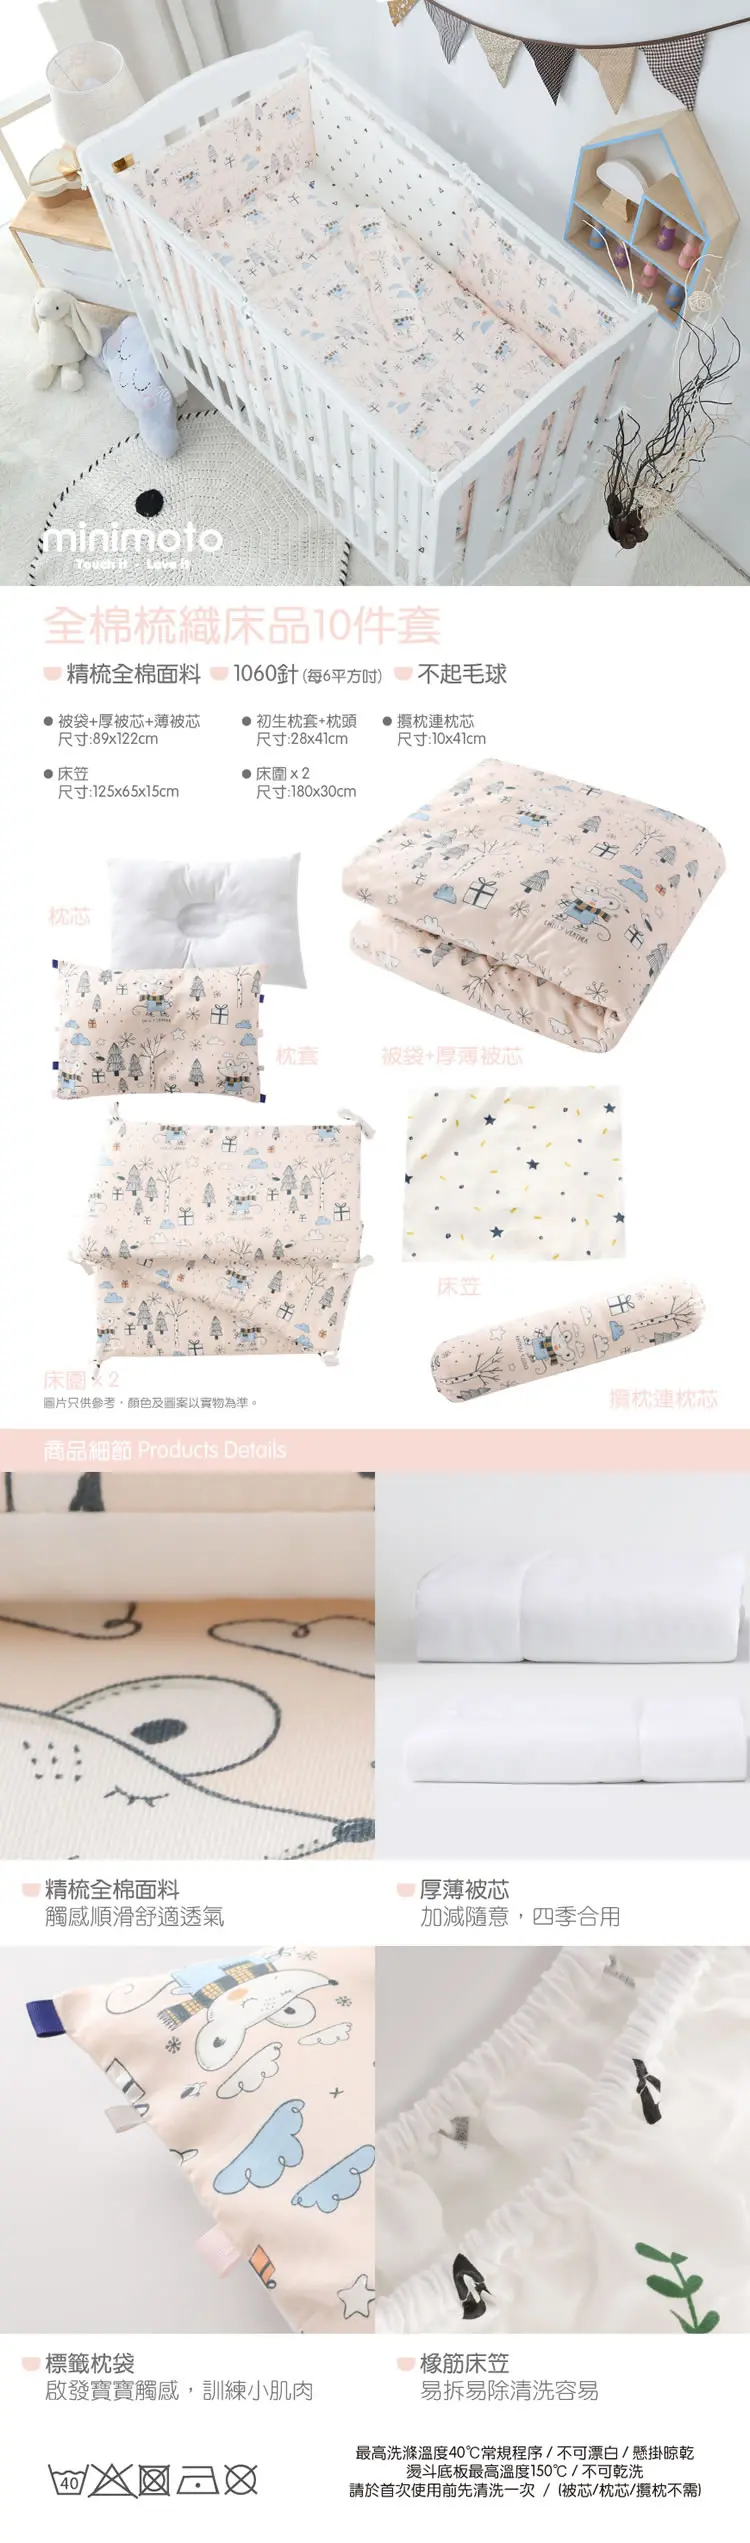 minimoto
Touch it - Love it
全棉梳織床品10件套
精梳全棉面料 1060針(每6平方吋) 不起毛球
● 被袋+厚被芯+薄被芯
尺寸:89x122cm
● 初生枕套+枕頭
尺寸:28x41cm
● 攬枕連枕芯
尺寸:10x41cm
● 床笠
尺寸:125x65x15cm
● 床圍 x 2
尺寸:180x30cm
枕芯
枕套
被袋+厚薄被芯
CHILLY WEATHER
床笠
床圍 x 2
圖片只供參考，顏色及圖案以實物為準。
攬枕連枕芯
商品細節 Products Details
精梳全棉面料
觸感順滑舒適透氣
厚薄被芯
加減隨意，四季合用
標籤枕袋
啟發寶寶觸感，訓練小肌肉
橡筋床笠
易拆易除清洗容易
40
最高洗滌溫度40℃常規程序 / 不可漂白 / 懸掛晾乾
燙斗底板最高溫度150℃ / 不可乾洗
請於首次使用前先清洗一次 / (被芯/枕芯/攬枕不需)